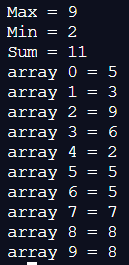 Max = 9
Min = 2
Sum = 11
array 0 = 5
array 1 = 3
array 2 = 9
array 3 = 6
array 4 = 2
array 5 = 5
array 6 = 5
array 7 = 7
array 8 = 8
array 9 = 8